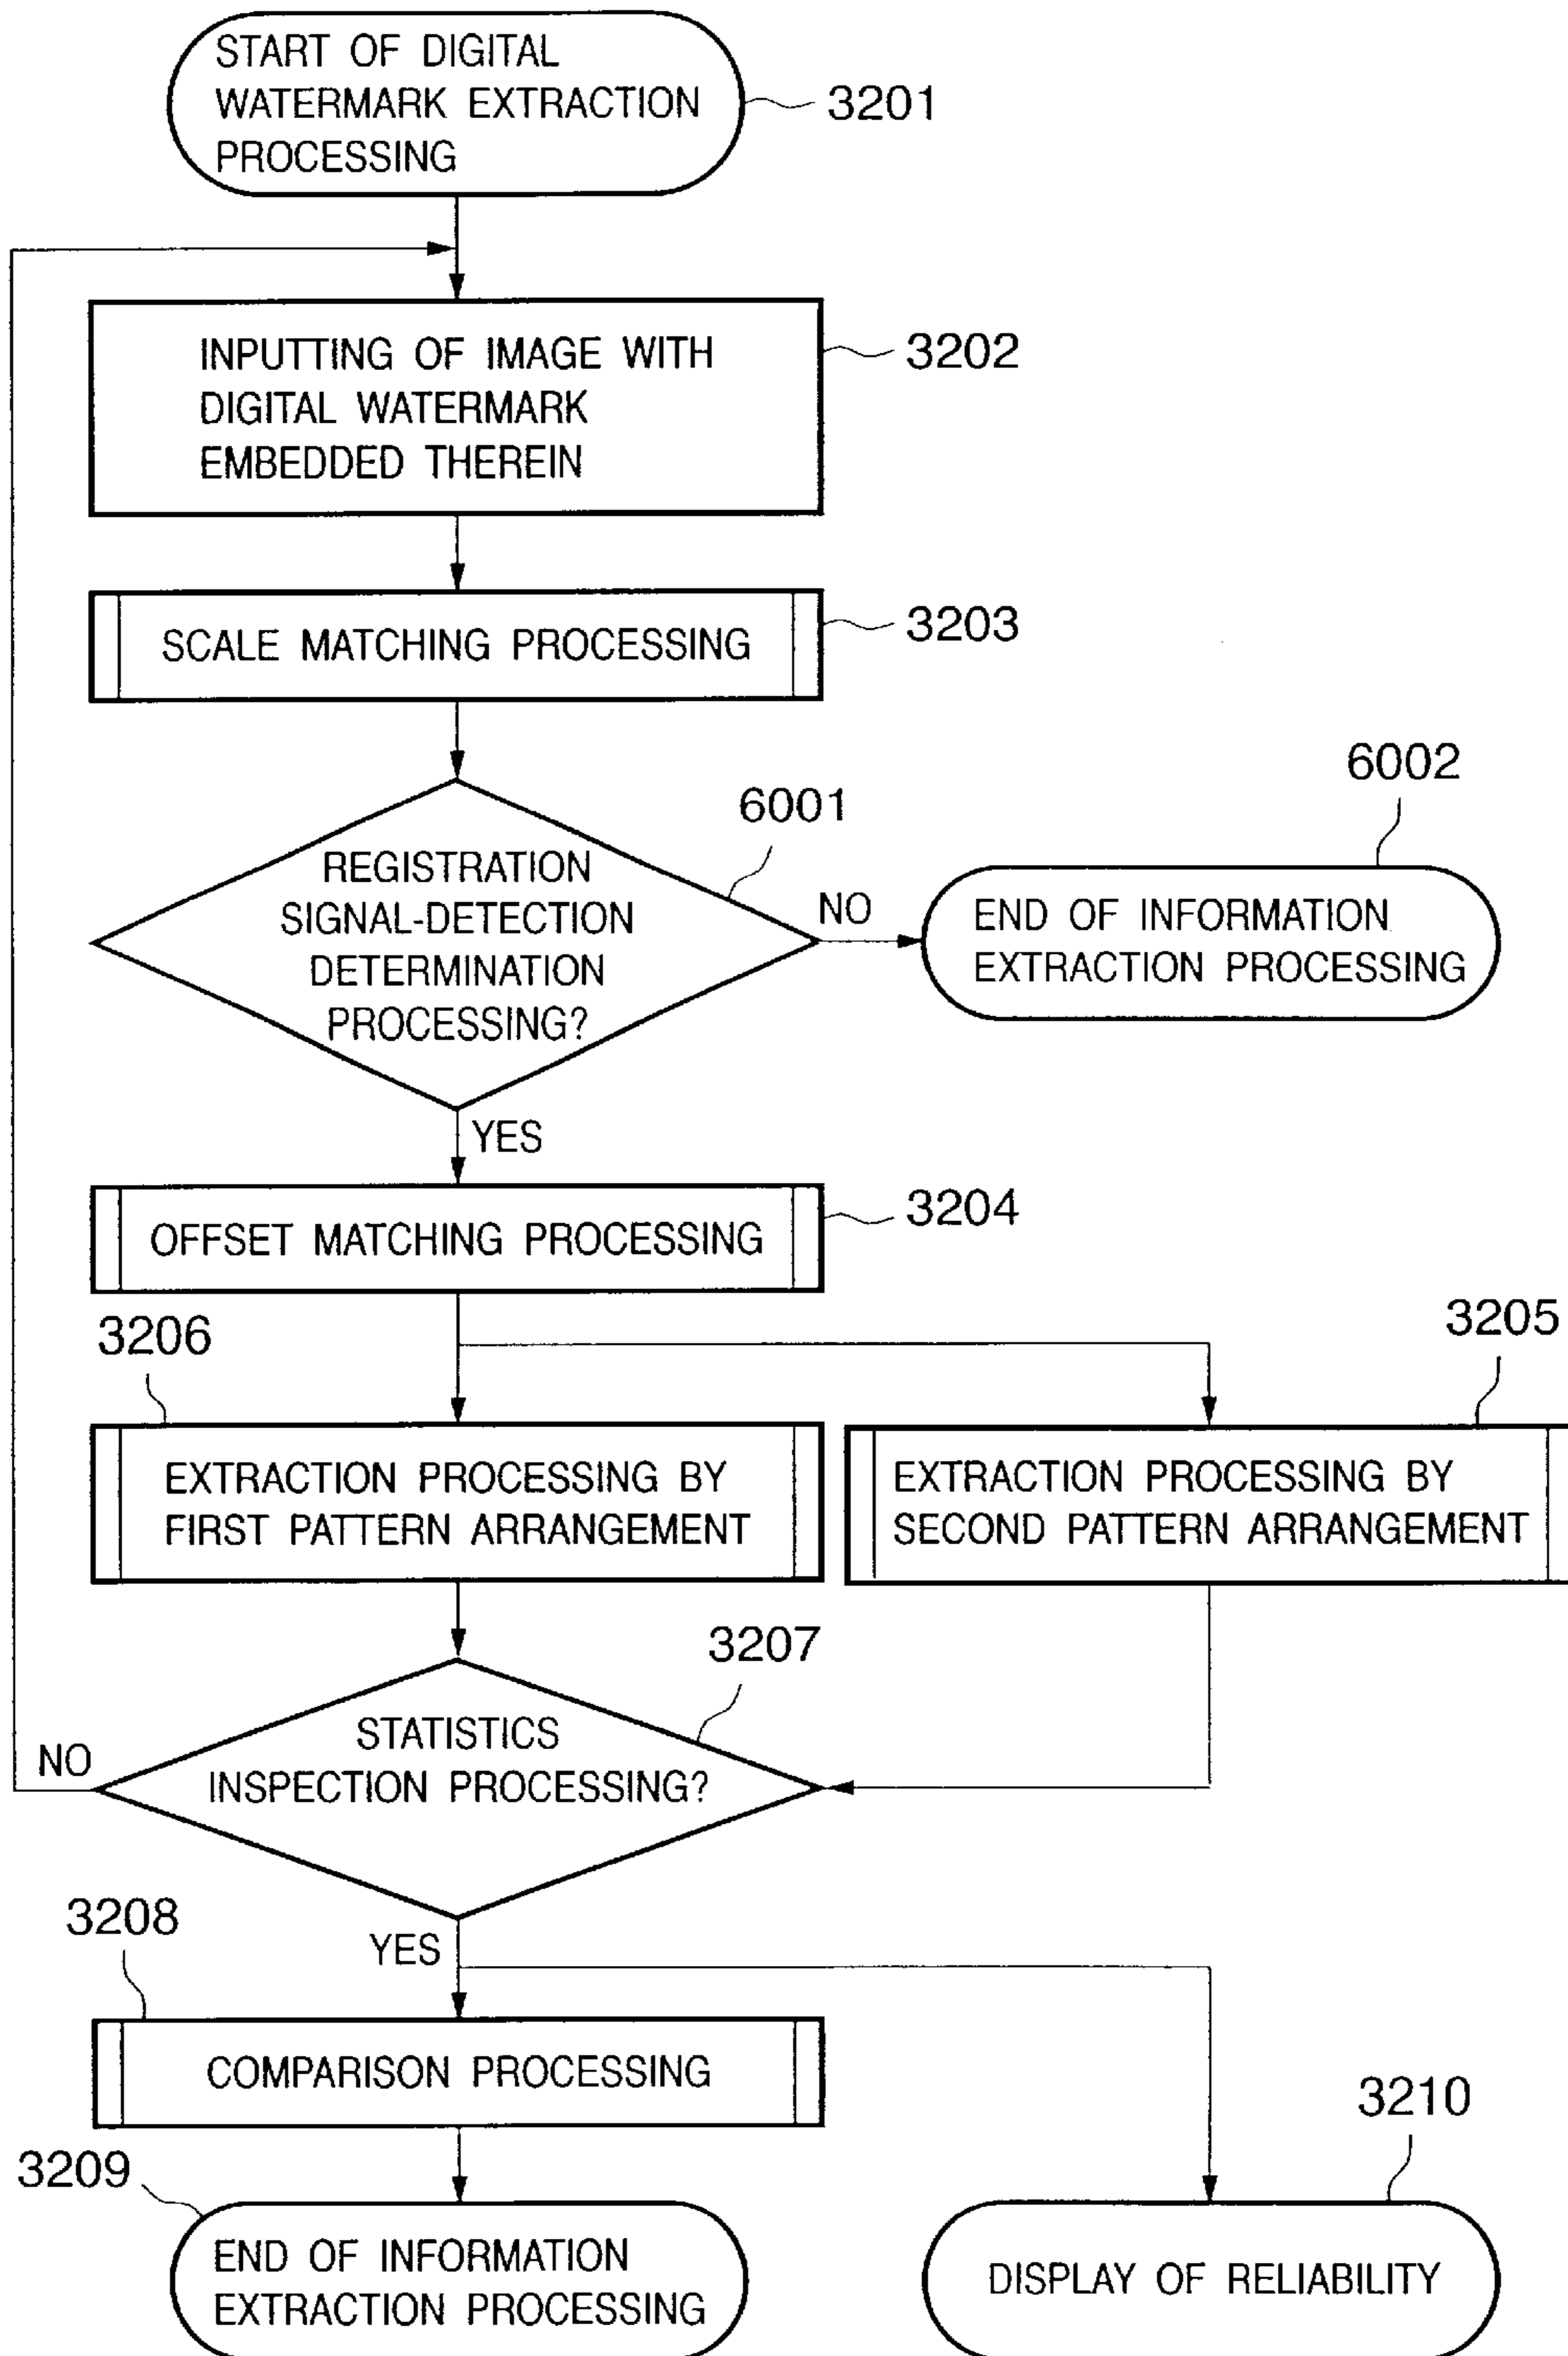 START OF DIGITAL
WATERMARK EXTRACTION
PROCESSING
3201
INPUTTING OF IMAGE WITH
DIGITAL WATERMARK
EMBEDDED THEREIN
3202
SCALE MATCHING PROCESSING
3203
REGISTRATION
SIGNAL-DETECTION
DETERMINATION
PROCESSING?
6001
NO
6002
END OF INFORMATION
EXTRACTION PROCESSING
YES
OFFSET MATCHING PROCESSING
3204
3206
EXTRACTION PROCESSING BY
FIRST PATTERN ARRANGEMENT
3205
EXTRACTION PROCESSING BY
SECOND PATTERN ARRANGEMENT
3207
STATISTICS
INSPECTION PROCESSING?
NO
YES
3208
COMPARISON PROCESSING
3209
END OF INFORMATION
EXTRACTION PROCESSING
3210
DISPLAY OF RELIABILITY